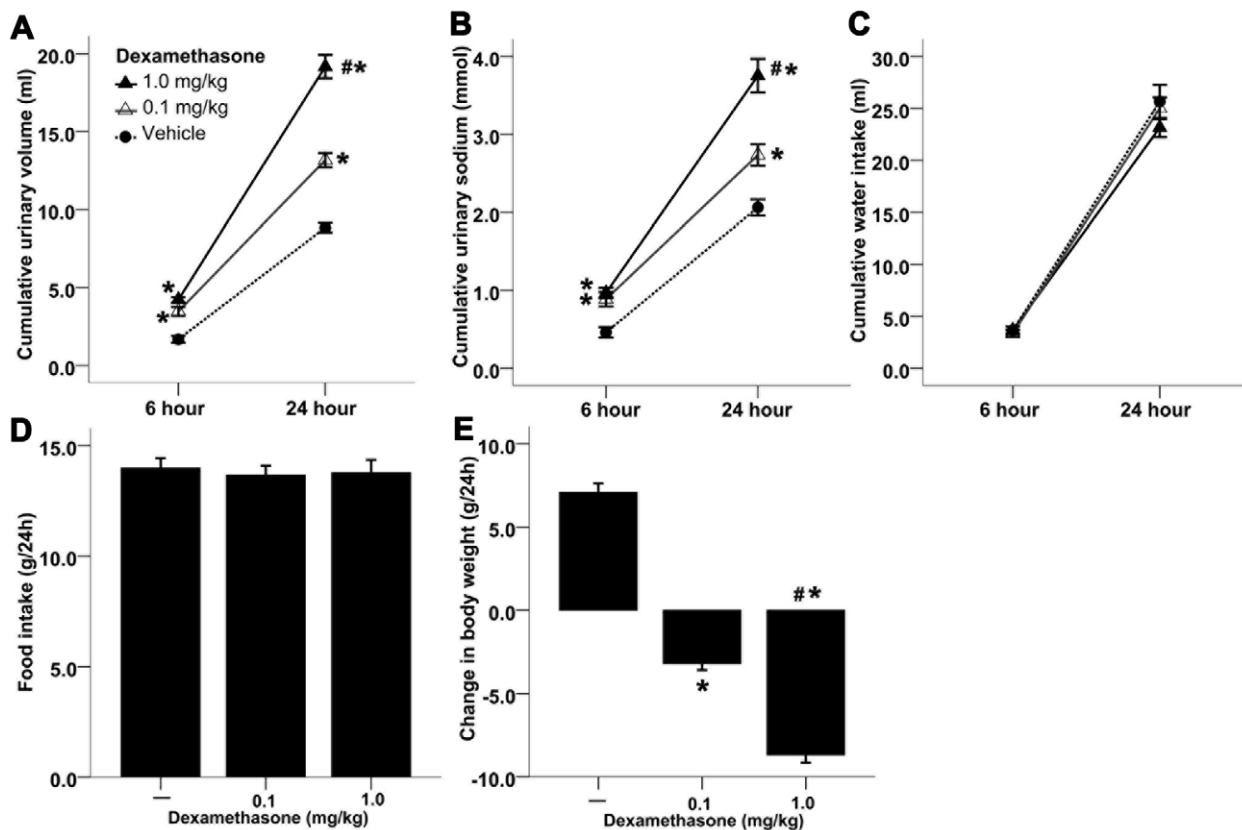 A
Cumulative urinary volume (ml)
20.0
15.0
10.0
5.0
0.0
Dexamethasone
1.0 mg/kg
0.1 mg/kg
Vehicle
#*
*
*
*
6 hour
24 hour
B
Cumulative urinary sodium (mmol)
4.0
3.0
2.0
1.0
0.0
#*
*
*
*
6 hour
24 hour
C
Cumulative water intake (ml)
30.0
25.0
20.0
15.0
10.0
5.0
0.0
6 hour
24 hour
D
Food intake (g/24h)
15.0
10.0
5.0
0.0
—
0.1
1.0
Dexamethasone (mg/kg)
E
Change in body weight (g/24h)
10.0
5.0
0.0
-5.0
-10.0
*
#*
—
0.1
1.0
Dexamethasone (mg/kg)